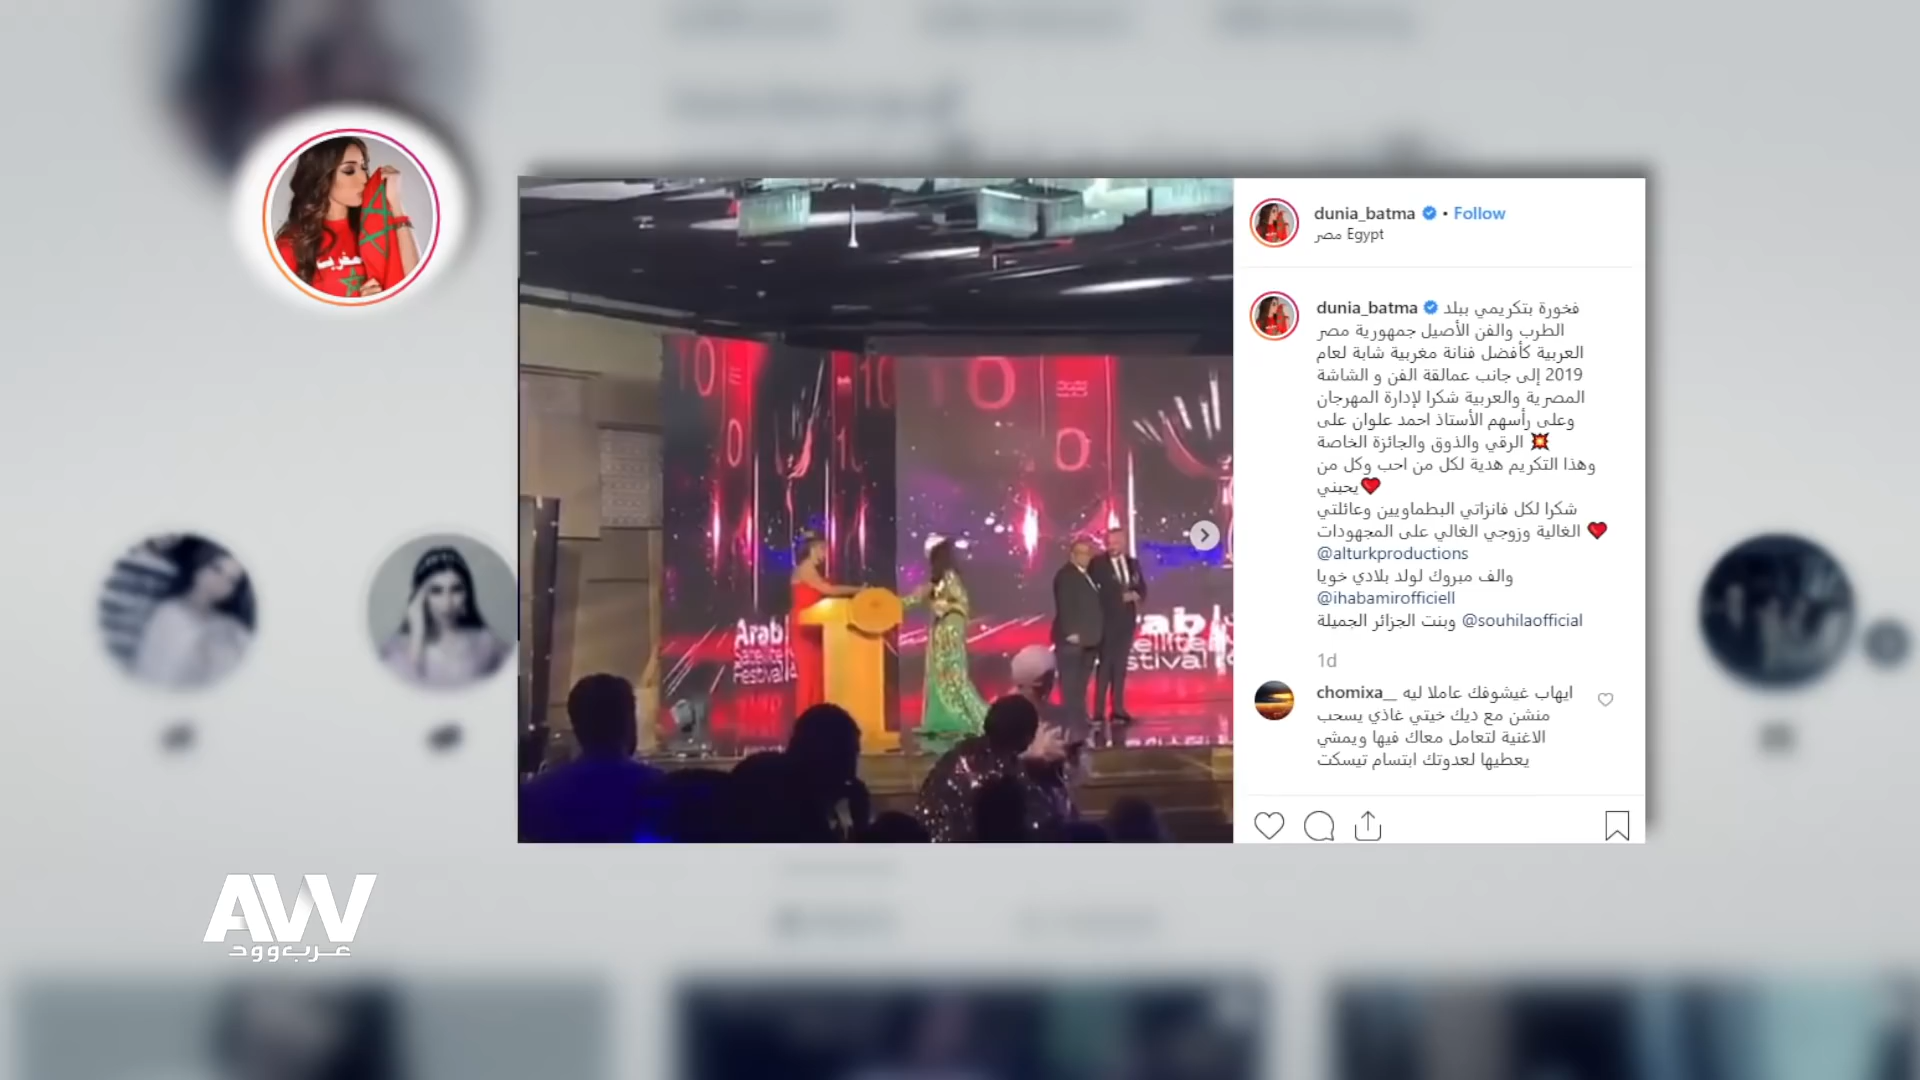 dunia_batma • Follow
مصر Egypt
dunia_batma فخورة بتكريمي ببلد
الطرب والفن الأصيل جمهورية مصر
العربية كأفضل فنانة مغربية شابة لعام
2019 إلى جانب عمالقة الفن و الشاشة
المصرية والعربية شكرا لإدارة المهرجان
وعلى رأسهم الأستاذ احمد علوان على
الرقي والذوق والجائزة الخاصة 💥
وهذا التكريم هدية لكل من احب وكل من
يحبني❤️
شكرا لكل فانزاتي البطماويين وعائلتي
الغالية وزوجي الغالي على المجهودات ❤️
@alturkproductions
والف مبروك لولد بلادي خويا
@ihabamirofficiell
وبنت الجزائر الجميلة @souhilaofficial
1d
chomixa__ ايهاب غيشوفك عاملا ليه
منشن مع ديك خيتي غاذي يسحب
الاغنية لتعامل معاك فيها ويمشي
يعطيها لعدوتك ابتسام تيسكت
Arab
Satellite
Festival
AW
عرب وود